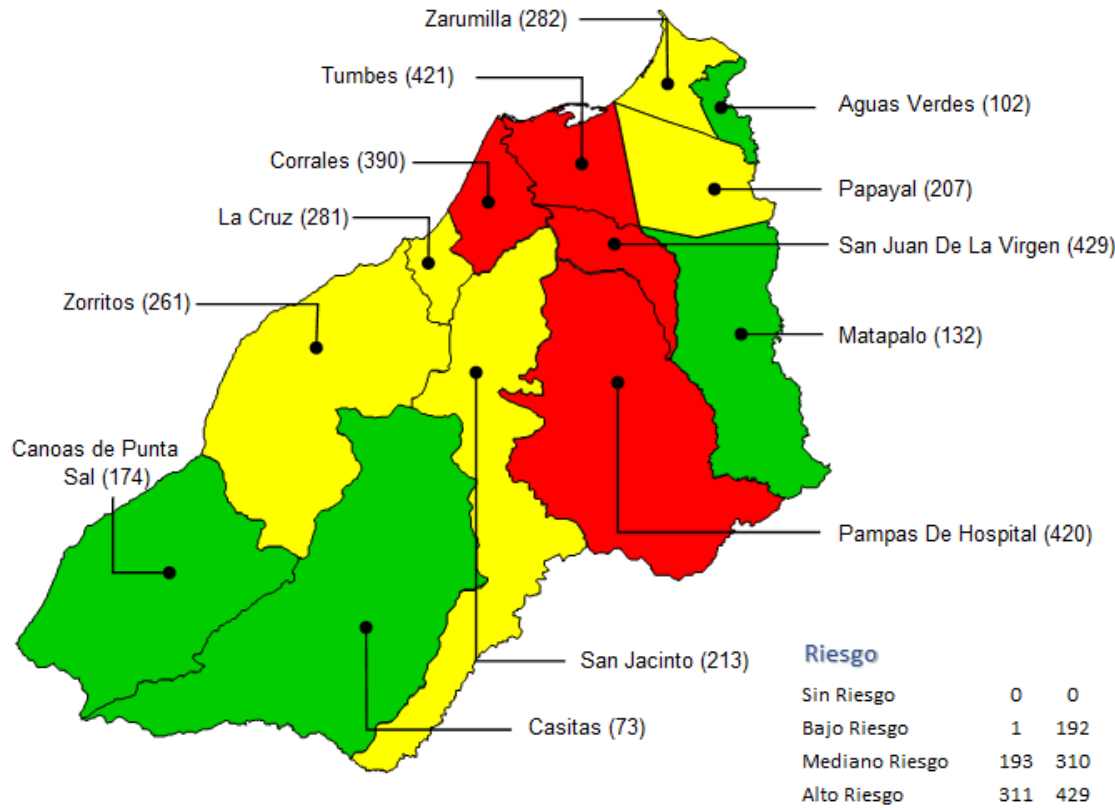 Zarumilla (282)
Tumbes (421)
Aguas Verdes (102)
Corrales (390)
Papayal (207)
La Cruz (281)
San Juan De La Virgen (429)
Zorritos (261)
Matapalo (132)
Canoas de Punta
Sal (174)
Pampas De Hospital (420)
San Jacinto (213)
Casitas (73)
Riesgo
Sin Riesgo 0 0
Bajo Riesgo 1 192
Mediano Riesgo 193 310
Alto Riesgo 311 429